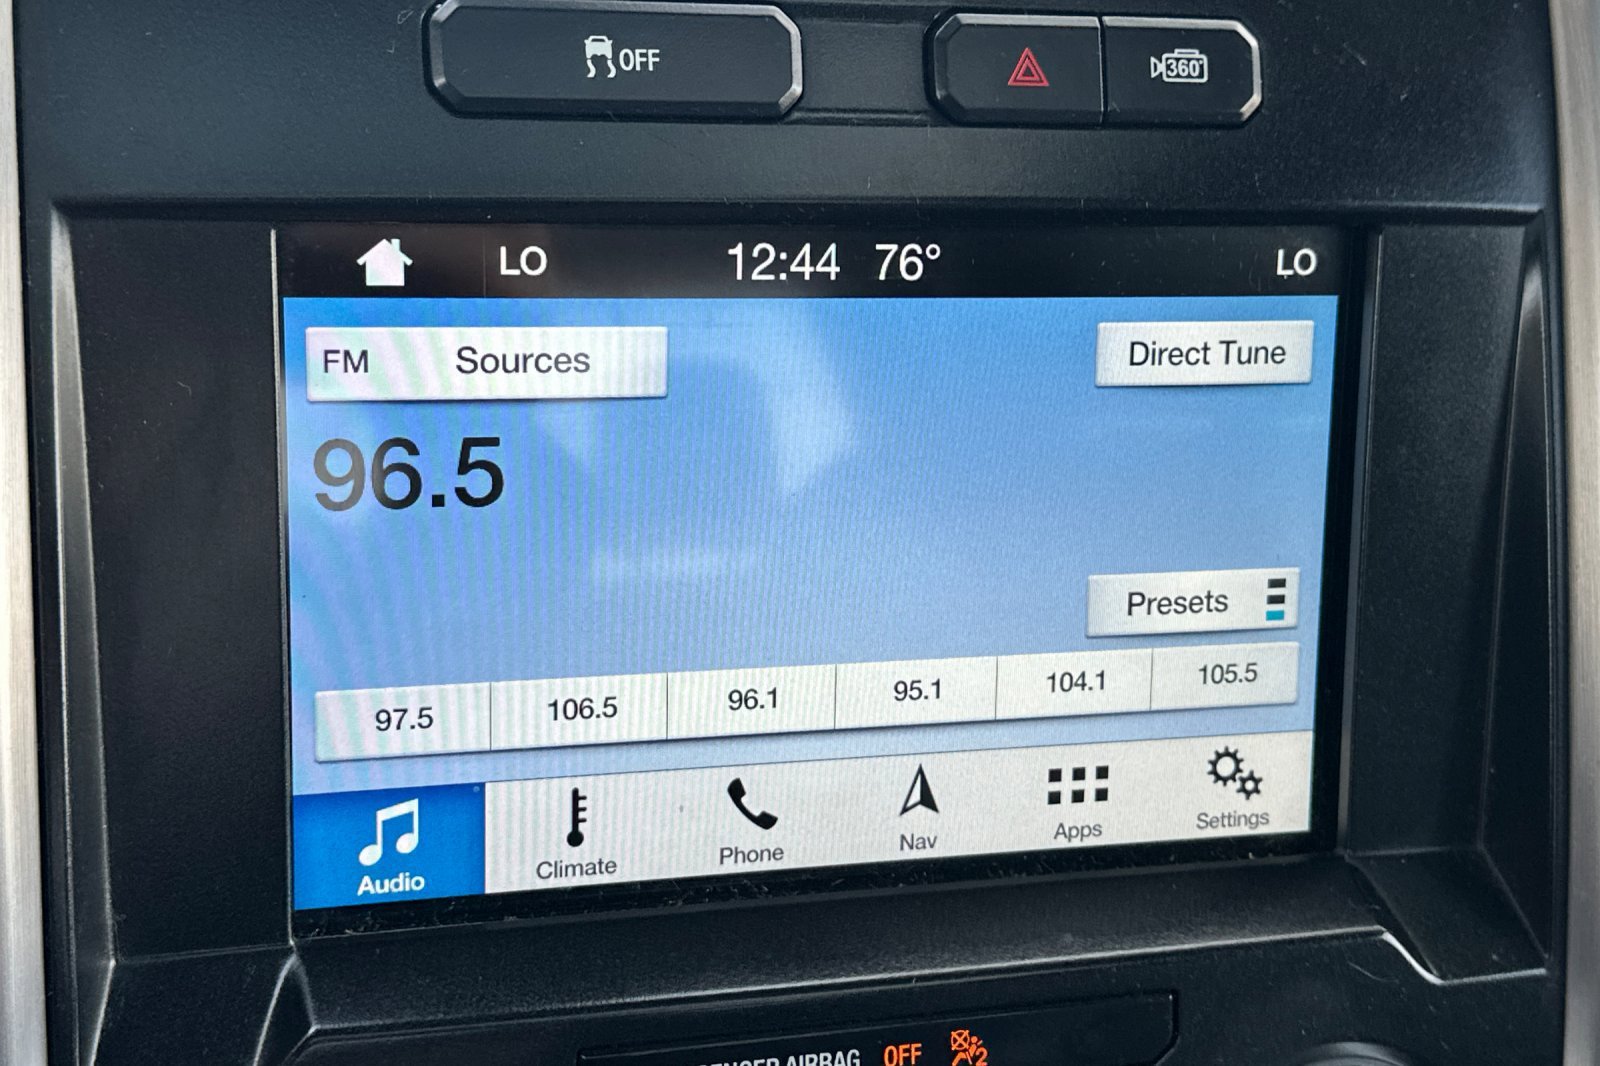 OFF
360°
LO 12:44 76° LO
FM Sources Direct Tune
96.5
Presets
97.5 106.5 96.1 95.1 104.1 105.5
Audio Climate Phone Nav Apps Settings
AIRBAG OFF 2